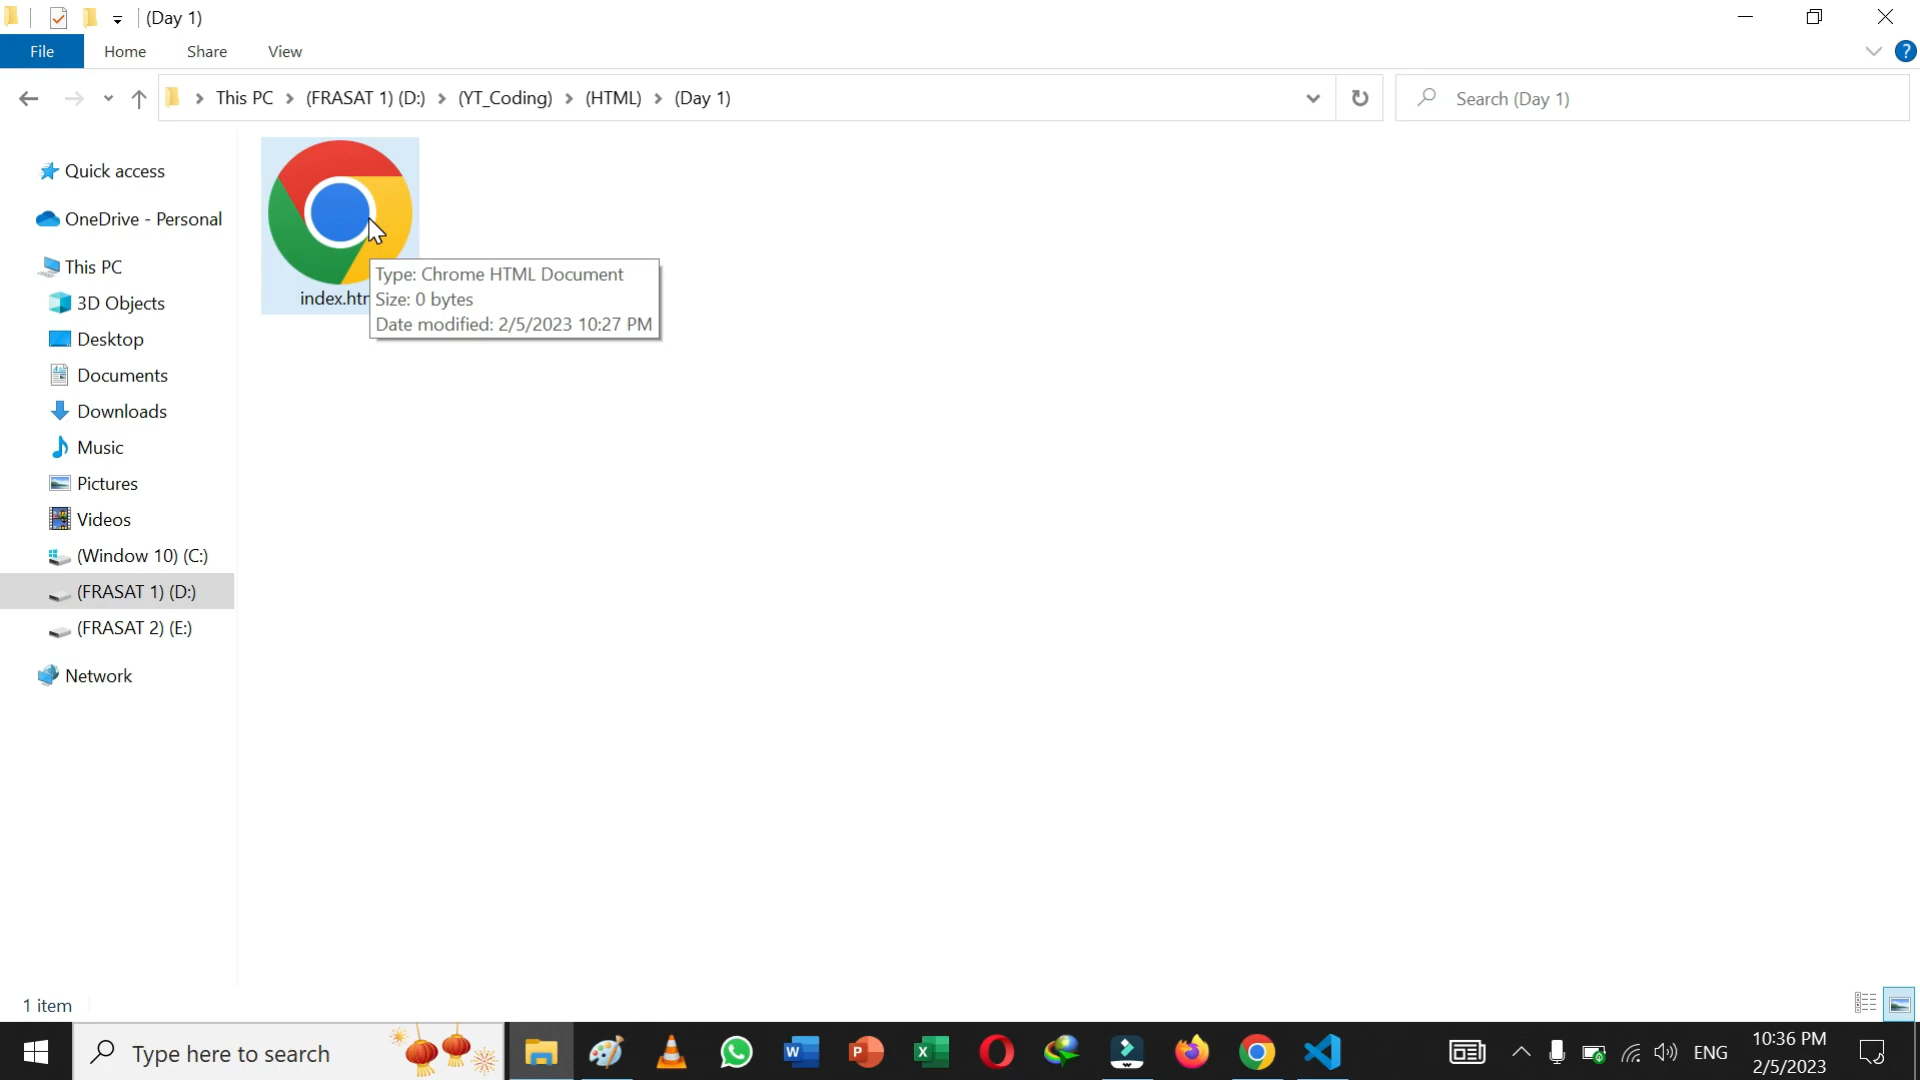 (Day 1)
File Home Share View
This PC (FRASAT 1) (D:) (YT_Coding) (HTML) (Day 1)
Search (Day 1)
Quick access
OneDrive - Personal
This PC
3D Objects
Desktop
Documents
Downloads
Music
Pictures
Videos
(Window 10) (C:)
(FRASAT 1) (D:)
(FRASAT 2) (E:)
Network
index.htm
Type: Chrome HTML Document
Size: 0 bytes
Date modified: 2/5/2023 10:27 PM
1 item
Type here to search
ENG
10:36 PM
2/5/2023